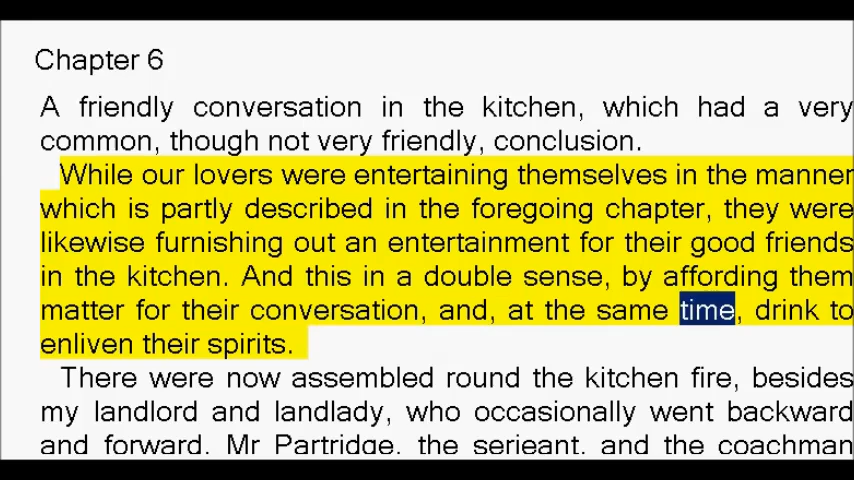 Chapter 6
A friendly conversation in the kitchen, which had a very
common, though not very friendly, conclusion.
While our lovers were entertaining themselves in the manner
which is partly described in the foregoing chapter, they were
likewise furnishing out an entertainment for their good friends
in the kitchen. And this in a double sense, by affording them
matter for their conversation, and, at the same time, drink to
enliven their spirits.
There were now assembled round the kitchen fire, besides
my landlord and landlady, who occasionally went backward
and forward, Mr Partridge, the serjeant, and the coachman